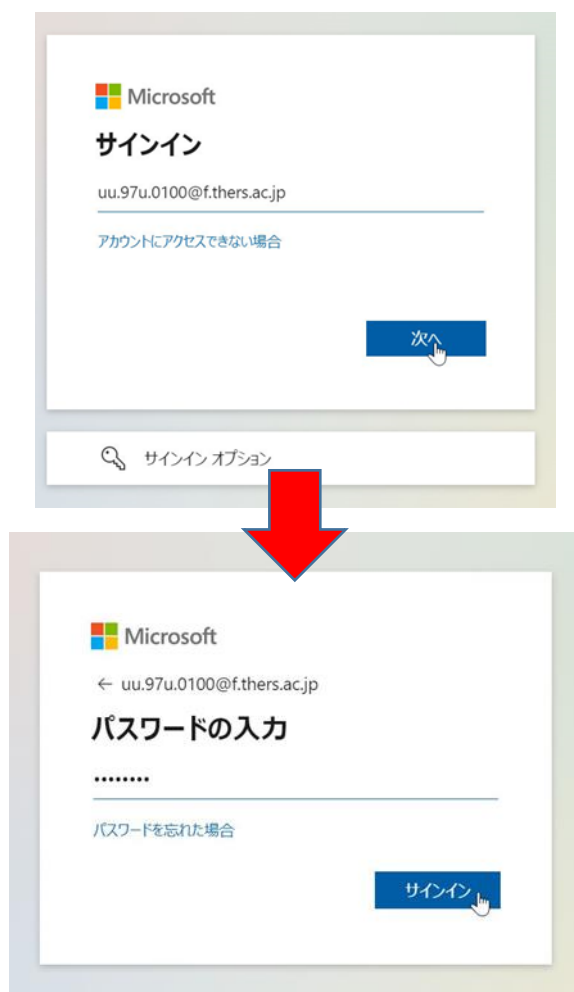 Microsoft
サインイン
uu.97u.0100@f.thers.ac.jp
アカウントにアクセスできない場合
次へ
サインイン オプション
Microsoft
← uu.97u.0100@f.thers.ac.jp
パスワードの入力
••••••••
パスワードを忘れた場合
サインイン